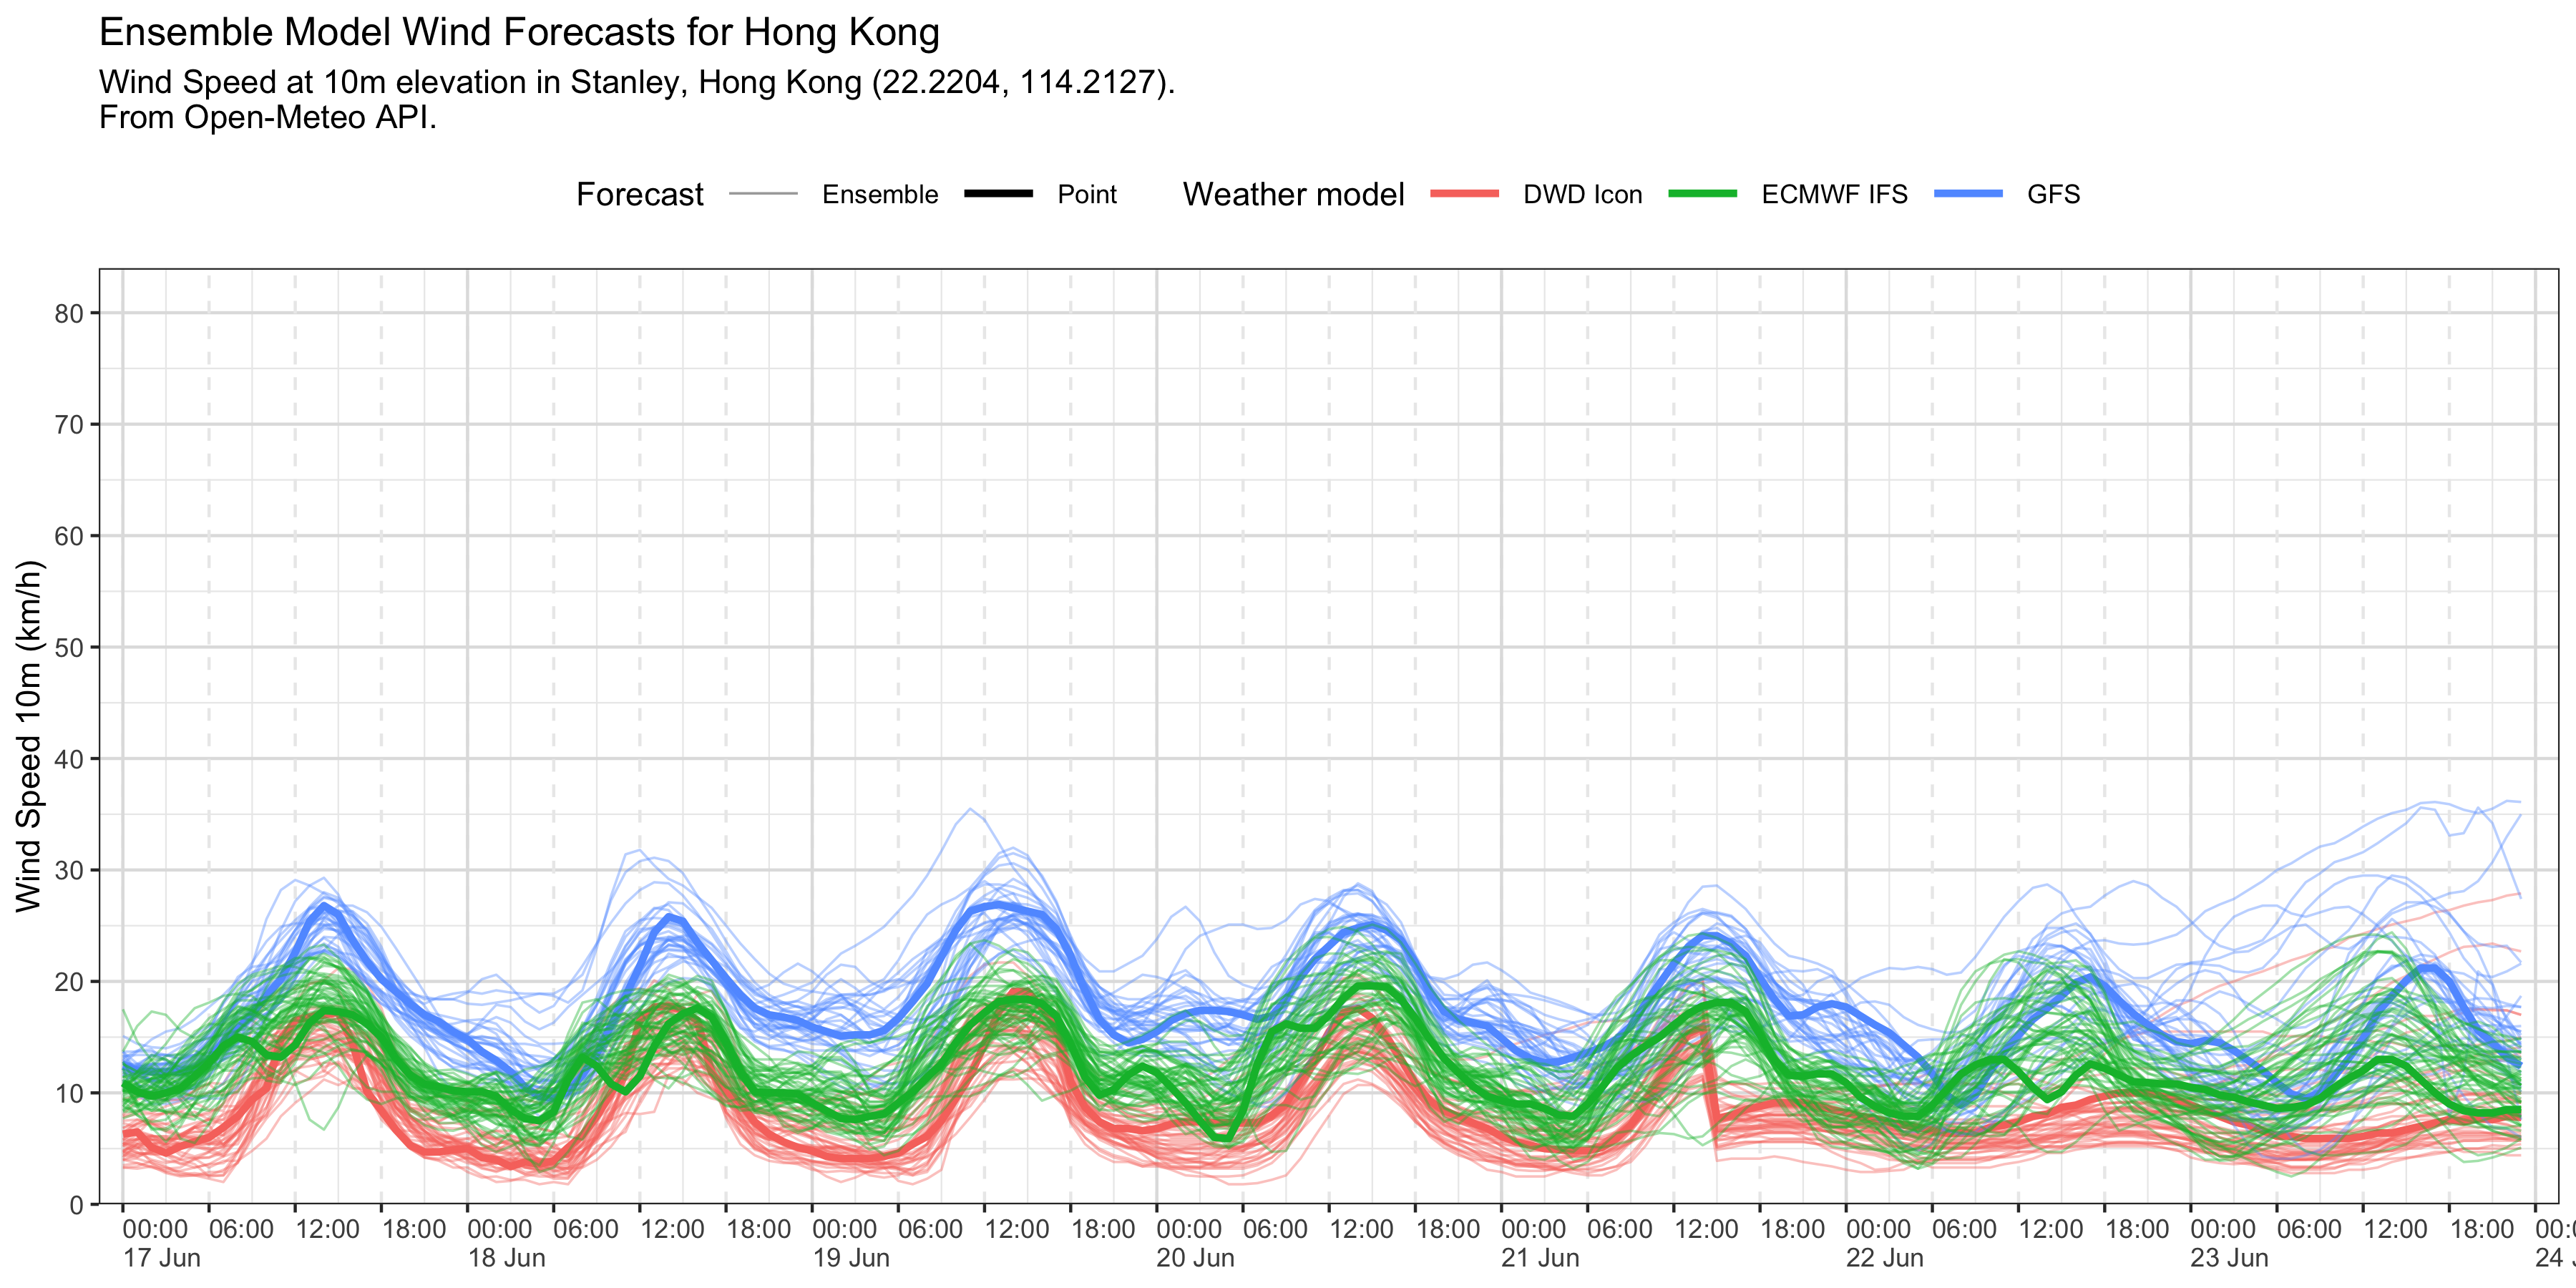 Ensemble Model Wind Forecasts for Hong Kong
Wind Speed at 10m elevation in Stanley, Hong Kong (22.2204, 114.2127).
From Open-Meteo API.
Forecast Ensemble Point Weather model DWD Icon ECMWF IFS GFS
Wind Speed 10m (km/h)
80
70
60
50
40
30
20
10
0
00:00 06:00 12:00 18:00 00:00 06:00 12:00 18:00 00:00 06:00 12:00 18:00 00:00 06:00 12:00 18:00 00:00 06:00 12:00 18:00 00:00 06:00 12:00 18:00 00:00 06:00 12:00 18:00
17 Jun 18 Jun 19 Jun 20 Jun 21 Jun 22 Jun 23 Jun 24